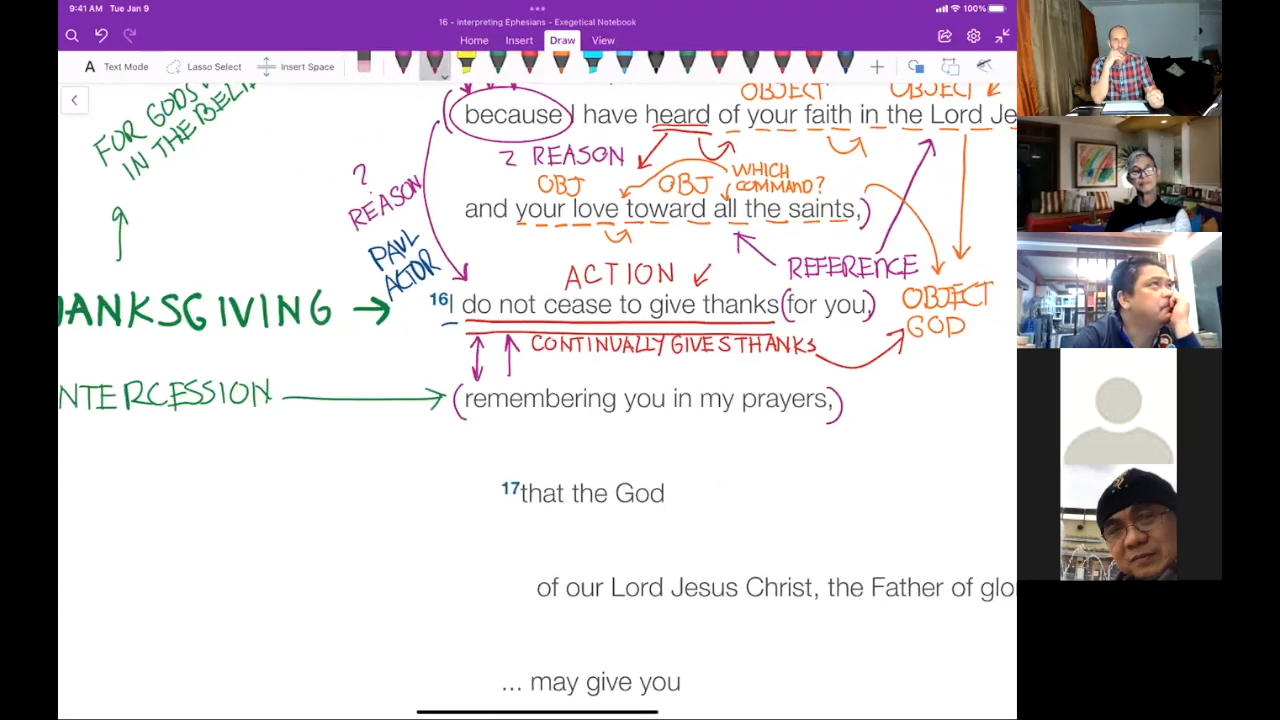 9:41 AM Tue Jan 9
100%
16 - Interpreting Ephesians - Exegetical Notebook
Home Insert Draw View
A Text Mode Lasso Select Insert Space
FOR GODS
IN THE BELI
OBJECT OBJECT
because I have heard of your faith in the Lord Je
? REASON
? REASON
OBJ OBJ WHICH COMMAND?
and your love toward all the saints,
PAUL ACTOR
ACTION REFERENCE
HANKSGIVING
16 I do not cease to give thanks (for you,)
OBJECT
GOD
CONTINUALLY GIVES THANKS
NTERCESSION
(remembering you in my prayers,)
17 that the God
of our Lord Jesus Christ, the Father of glo
... may give you